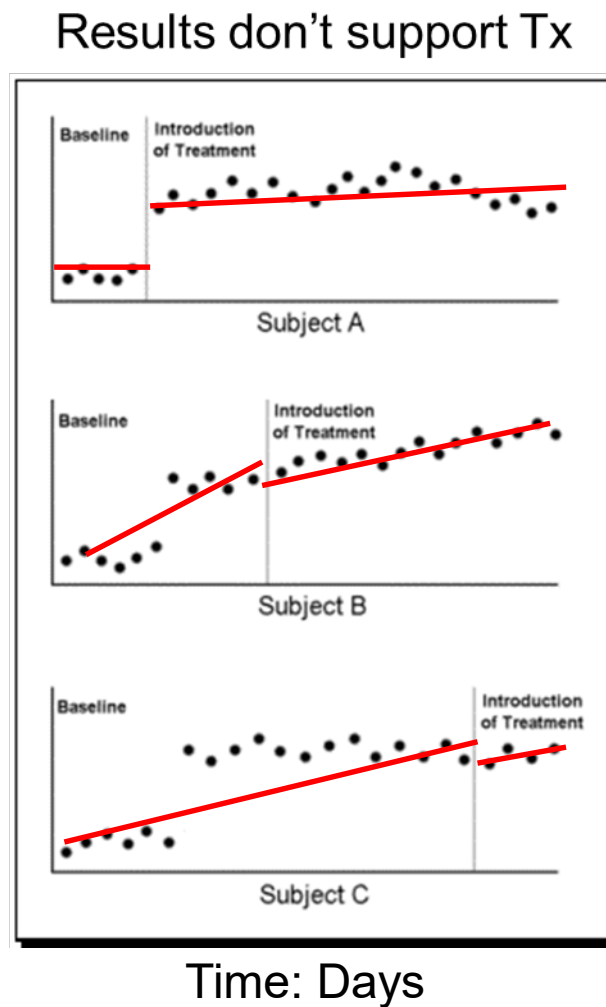 Results don’t support Tx
Baseline
Introduction
of Treatment
Subject A
Baseline
Introduction
of Treatment
Subject B
Baseline
Introduction
of Treatment
Subject C
Time: Days